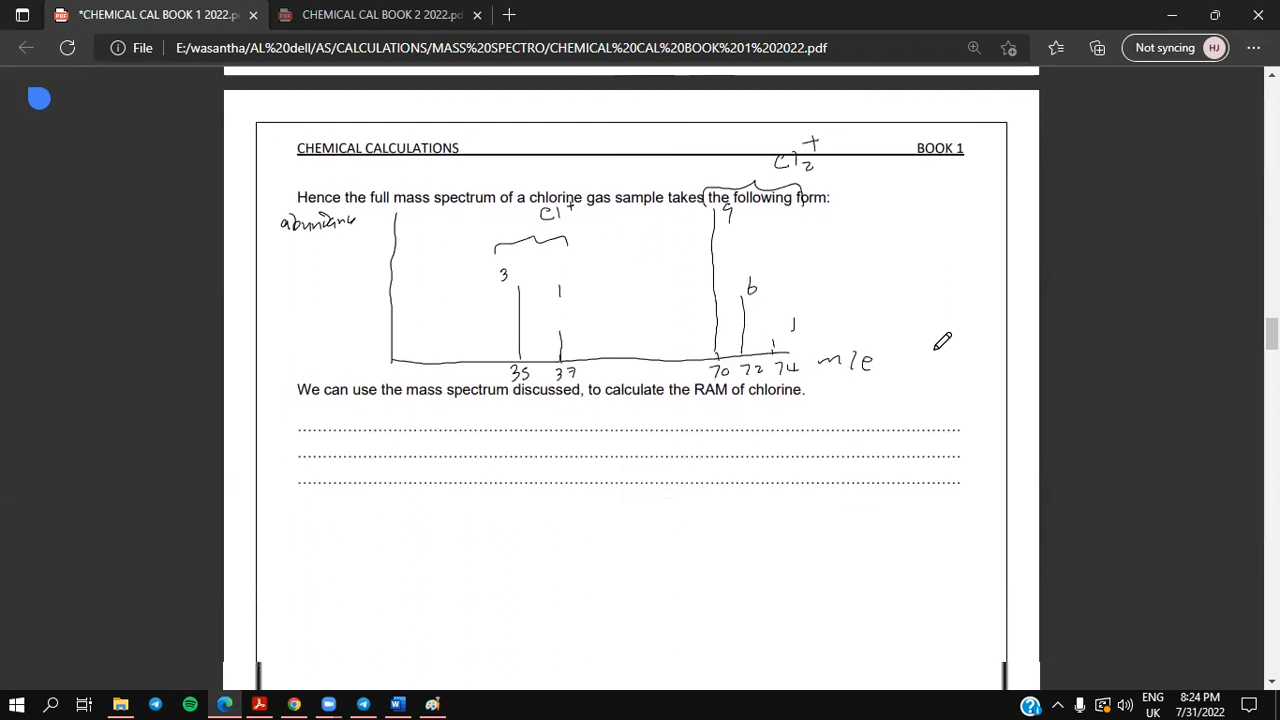 *CHEMICAL CAL BOOK 1 2022.p
CHEMICAL CAL BOOK 2 2022.pd
File
E:/wasantha/AL%20dell/AS/CALCULATIONS/MASS%20SPECTRO/CHEMICAL%20CAL%20BOOK%201%202022.pdf
Not syncing
HJ
CHEMICAL CALCULATIONS
BOOK 1
Cl2+
Hence the full mass spectrum of a chlorine gas sample takes the following form:
abundance
Cl+
9
3
1
6
1
35 37 70 72 74 m/e
We can use the mass spectrum discussed, to calculate the RAM of chlorine.
........................................................................
........................................................................
........................................................................
ENG
UK
8:24 PM
7/31/2022